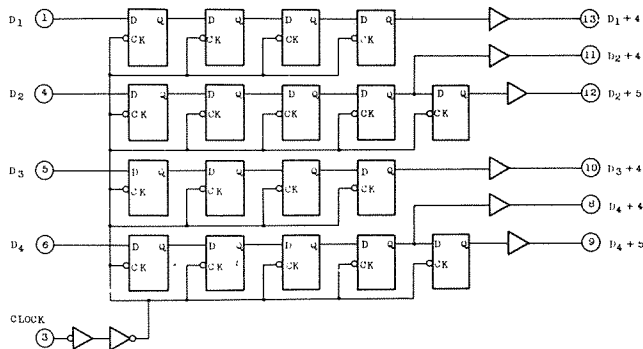 D1 1 D Q D Q D Q D Q 13 D1+4
CK CK CK CK
11 D2+4
D2 4 D Q D Q D Q D Q D Q 12 D2+5
CK CK CK CK CK
D3 5 D Q D Q D Q D Q 10 D3+4
CK CK CK CK
8 D4+4
D4 6 D Q D Q D Q D Q D Q 9 D4+5
CK CK CK CK CK
CLOCK
3